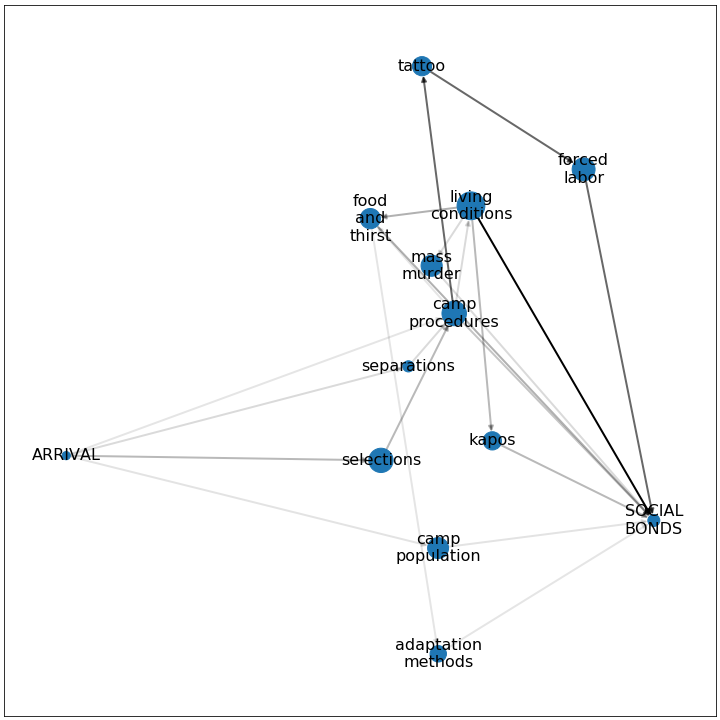 tattoo
forced
labor
living
conditions
food
and
thirst
mass
murder
camp
procedures
separations
kapos
ARRIVAL
selections
SOCIAL
BONDS
camp
population
adaptation
methods